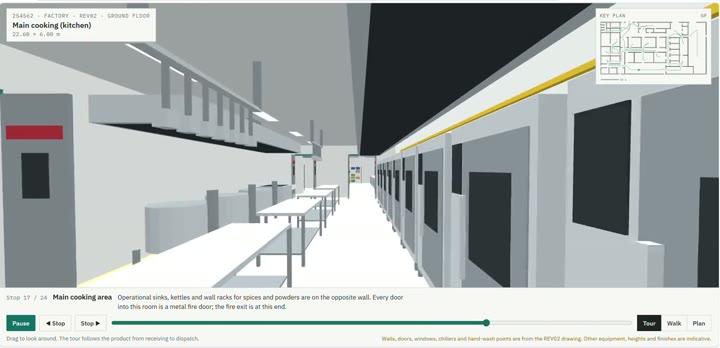 2S4562 · FACTORY · REV02 · GROUND FLOOR
Main cooking (kitchen)
22.60 × 6.00 m
KEY PLAN GF
Stop 17 / 24 Main cooking area Operational sinks, kettles and wall racks for spices and powders are on the opposite wall. Every door
into this room is a metal fire door; the fire exit is at this end.
Pause ◀ Stop Stop ▶ Tour Walk Plan
Drag to look around. The tour follows the product from receiving to dispatch. Walls, doors, windows, chillers and hand-wash points are from the REV02 drawing. Other equipment, heights and finishes are indicative.